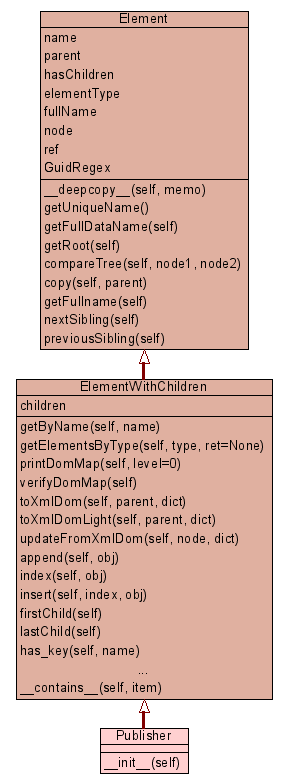 Element
name
parent
hasChildren
elementType
fullName
node
ref
GuidRegex
__deepcopy__(self, memo)
getUniqueName()
getFullDataName(self)
getRoot(self)
compareTree(self, node1, node2)
copy(self, parent)
getFullname(self)
nextSibling(self)
previousSibling(self)
ElementWithChildren
children
getByName(self, name)
getElementsByType(self, type, ret=None)
printDomMap(self, level=0)
verifyDomMap(self)
toXmlDom(self, parent, dict)
toXmlDomLight(self, parent, dict)
updateFromXmlDom(self, node, dict)
append(self, obj)
index(self, obj)
insert(self, index, obj)
firstChild(self)
lastChild(self)
has_key(self, name)
...
__contains__(self, item)
Publisher
__init__(self)